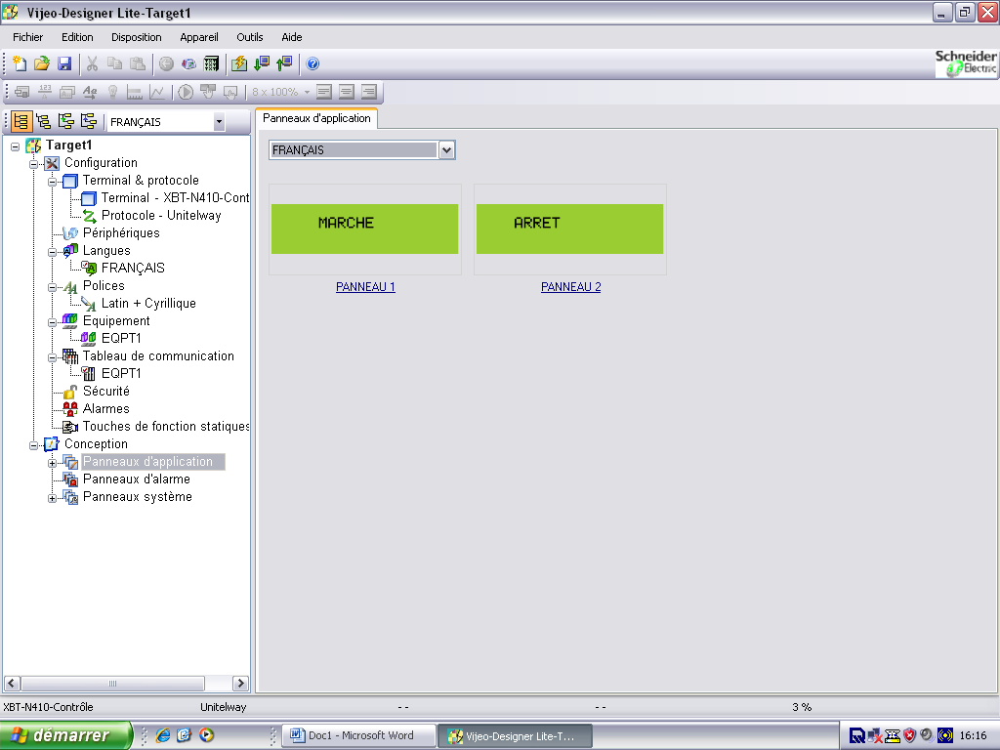 Vijeo-Designer Lite-Target1
Fichier Edition Disposition Appareil Outils Aide
Schneider Electric
8 x 100%
FRANÇAIS
Panneaux d'application
Target1
FRANÇAIS
Configuration
Terminal & protocole
Terminal - XBT-N410-Cont
Protocole - Unitelway
MARCHE ARRET
Périphériques
Langues
FRANÇAIS
Polices
PANNEAU 1 PANNEAU 2
Latin + Cyrillique
Equipement
EQPT1
Tableau de communication
EQPT1
Sécurité
Alarmes
Touches de fonction statiques
Conception
Panneaux d'application
Panneaux d'alarme
Panneaux système
XBT-N410-Contrôle Unitelway -- -- 3 %
démarrer Doc1 - Microsoft Word Vijeo-Designer Lite-T... 16:16